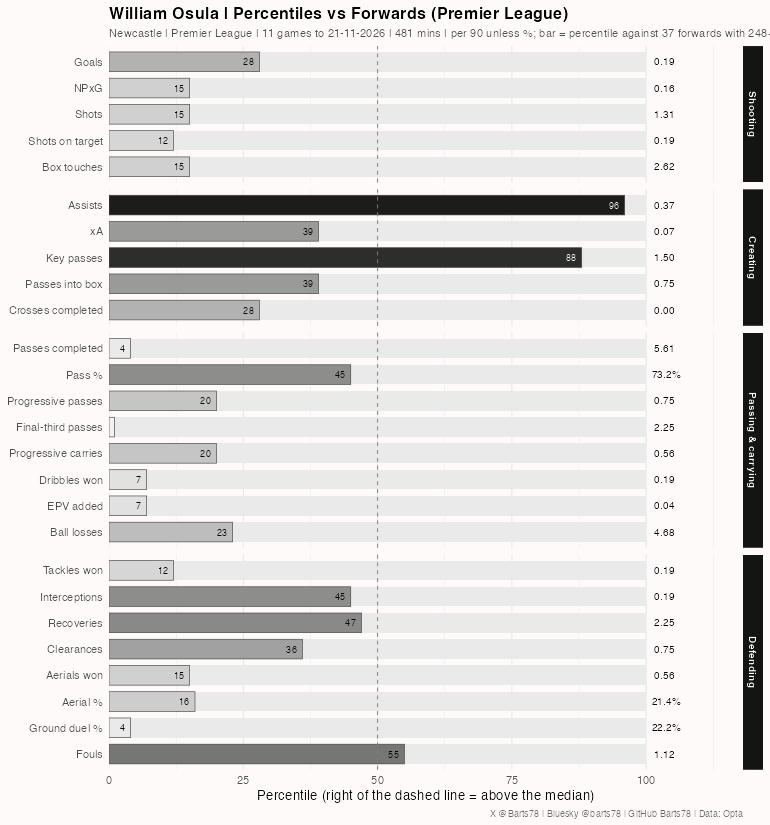 William Osula | Percentiles vs Forwards (Premier League)
Newcastle | Premier League | 11 games to 21-11-2026 | 481 mins | per 90 unless %; bar = percentile against 37 forwards with 248-
Goals 28 0.19
NPxG 15 0.16
Shots 15 1.31
Shots on target 12 0.19
Box touches 15 2.62
Shooting
Assists 96 0.37
xA 39 0.07
Key passes 88 1.50
Passes into box 39 0.75
Crosses completed 28 0.00
Creating
Passes completed 4 5.61
Pass % 45 73.2%
Progressive passes 20 0.75
Final-third passes 2.25
Progressive carries 20 0.56
Dribbles won 7 0.19
EPV added 7 0.04
Ball losses 23 4.68
Passing & carrying
Tackles won 12 0.19
Interceptions 45 0.19
Recoveries 47 2.25
Clearances 36 0.75
Aerials won 15 0.56
Aerial % 16 21.4%
Ground duel % 4 22.2%
Fouls 55 1.12
Defending
0 25 50 75 100
Percentile (right of the dashed line = above the median)
X @Barts78 | Bluesky @barts78 | GitHub Barts78 | Data: Opta